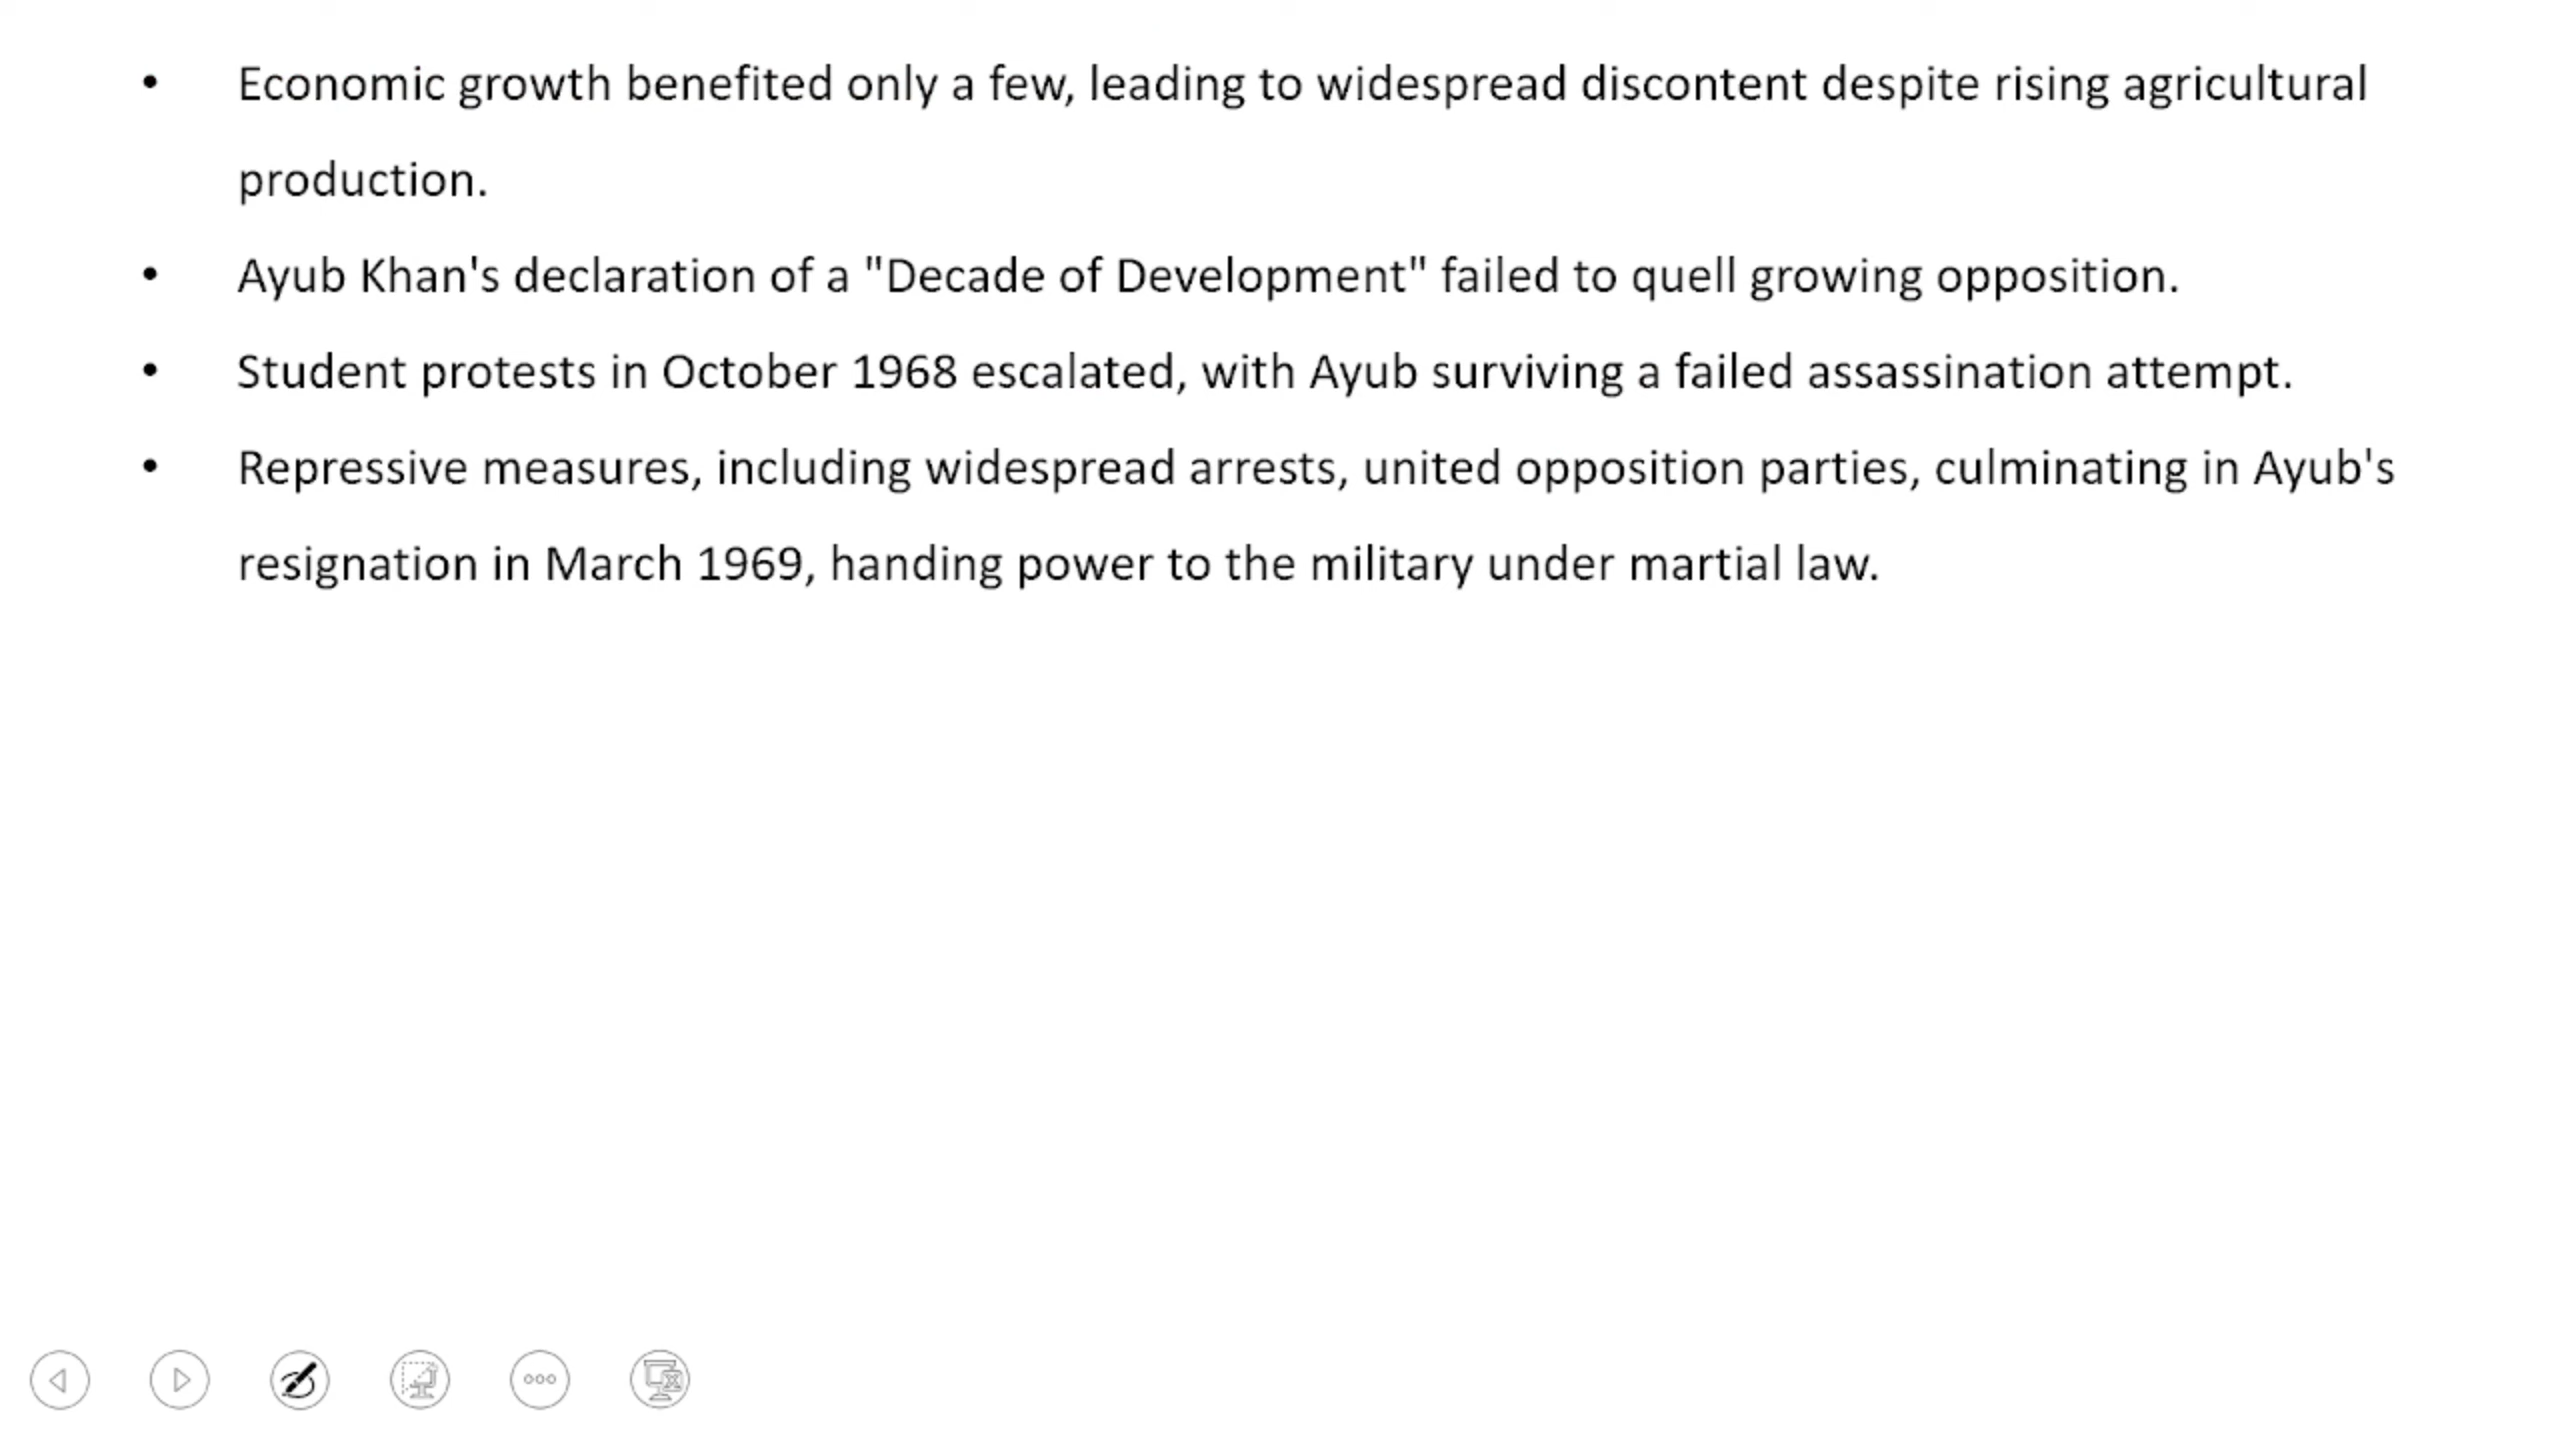 • Economic growth benefited only a few, leading to widespread discontent despite rising agricultural
production.
• Ayub Khan's declaration of a "Decade of Development" failed to quell growing opposition.
• Student protests in October 1968 escalated, with Ayub surviving a failed assassination attempt.
• Repressive measures, including widespread arrests, united opposition parties, culminating in Ayub's
resignation in March 1969, handing power to the military under martial law.